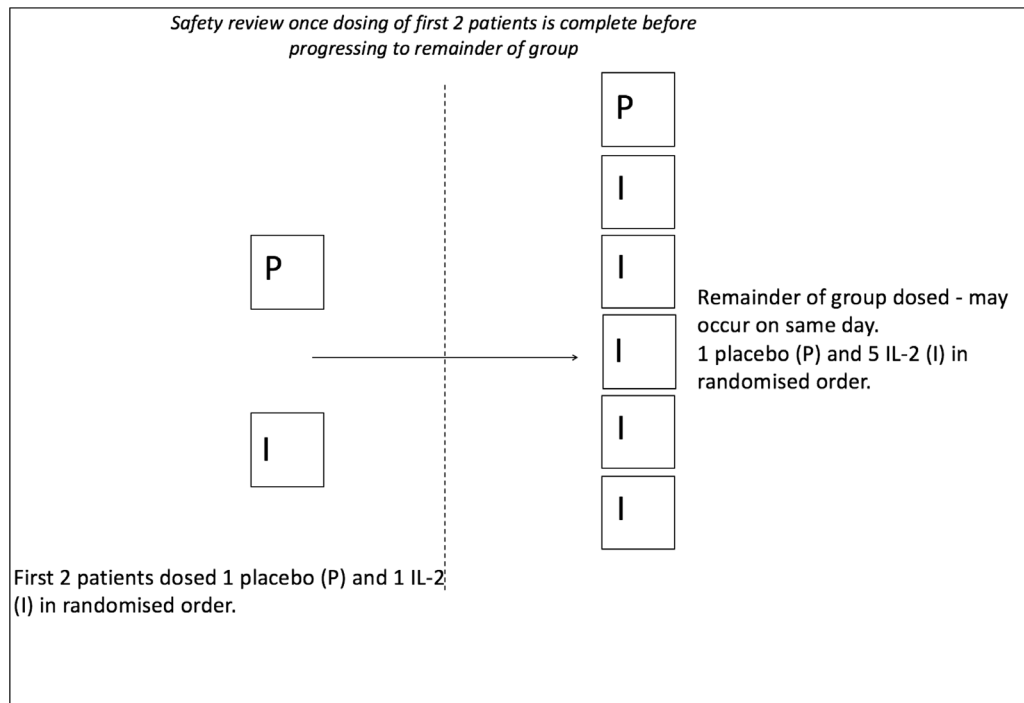 Safety review once dosing of first 2 patients is complete before
progressing to remainder of group
P
I
First 2 patients dosed 1 placebo (P) and 1 IL-2
(I) in randomised order.
P
I
I
I
I
I
Remainder of group dosed - may
occur on same day.
1 placebo (P) and 5 IL-2 (I) in
randomised order.